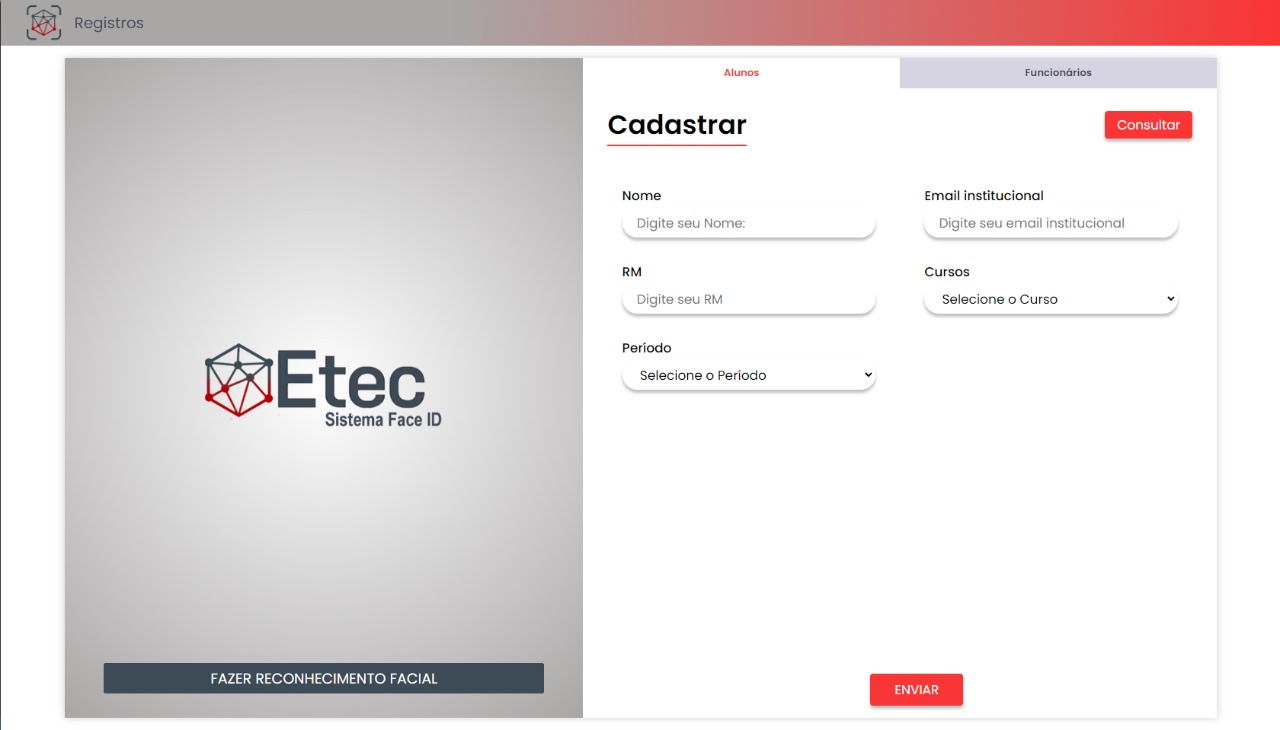 Registros
Etec
Sistema Face ID
FAZER RECONHECIMENTO FACIAL
Alunos
Funcionários
Cadastrar
Consultar
Nome
Email institucional
Digite seu Nome:
Digite seu email institucional
RM
Cursos
Digite seu RM
Selecione o Curso
Período
Selecione o Período
ENVIAR